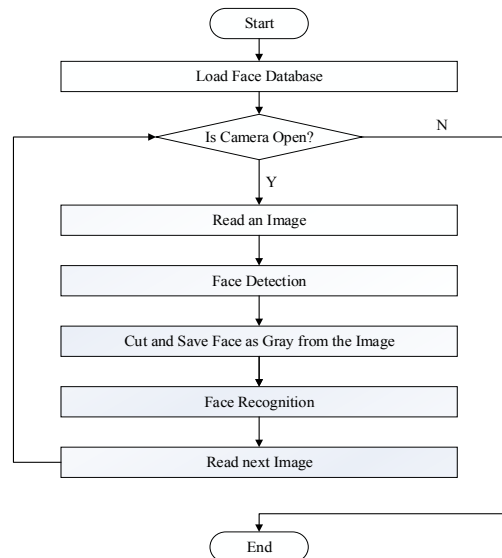 Start
Load Face Database
Is Camera Open?
N
Y
Read an Image
Face Detection
Cut and Save Face as Gray from the Image
Face Recognition
Read next Image
End